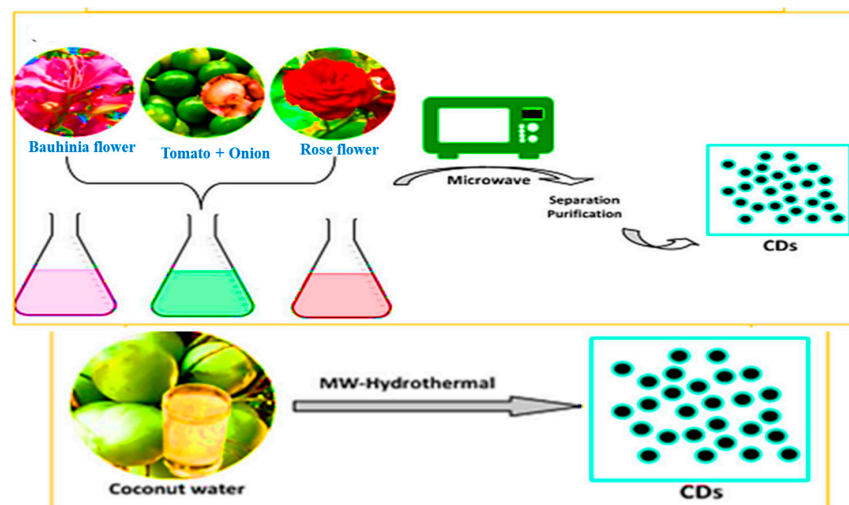 Bauhinia flower
Tomato + Onion
Rose flower
Microwave
Separation
Purification
CDs
MW-Hydrothermal
Coconut water
CDs